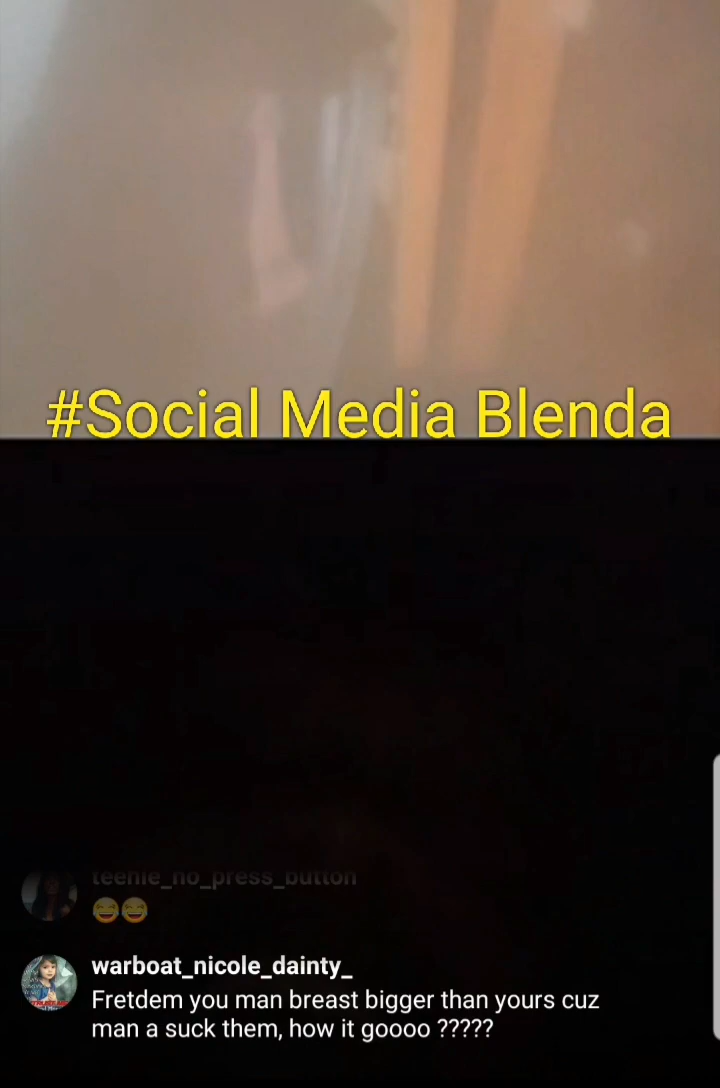 #Social Media Blenda
teenie_no_press_button
😂😂
warboat_nicole_dainty_
Fretdem you man breast bigger than yours cuz
man a suck them, how it goooo ?????